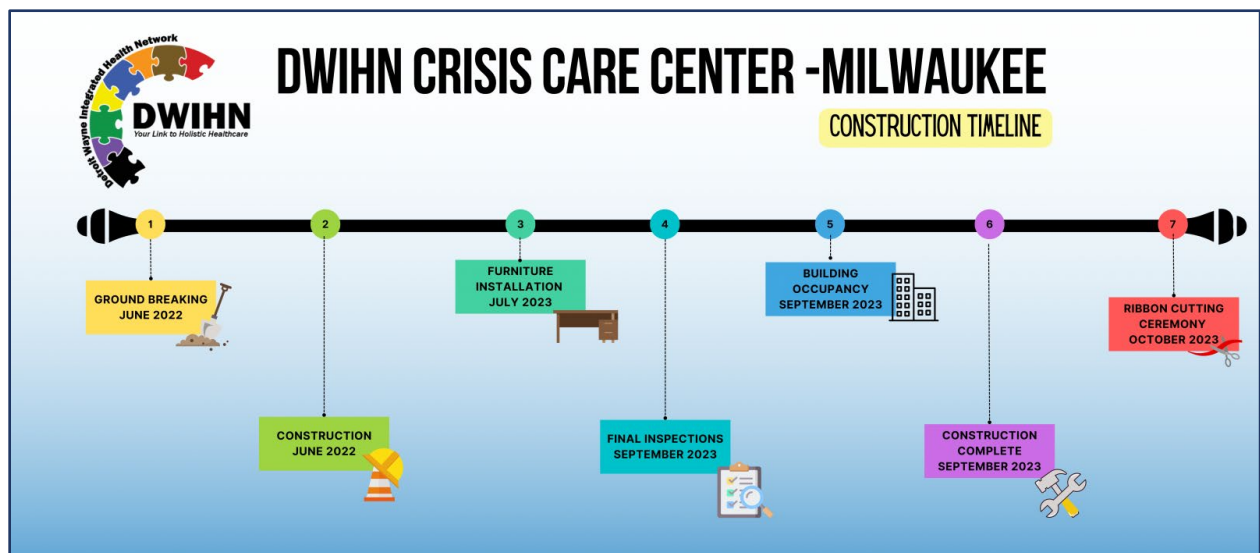 Detroit Wayne Integrated Health Network
DWIHN
Your Link to Holistic Healthcare
DWIHN CRISIS CARE CENTER -MILWAUKEE
CONSTRUCTION TIMELINE
1
2
3
4
5
6
7
GROUND BREAKING
JUNE 2022
CONSTRUCTION
JUNE 2022
FURNITURE
INSTALLATION
JULY 2023
FINAL INSPECTIONS
SEPTEMBER 2023
BUILDING
OCCUPANCY
SEPTEMBER 2023
CONSTRUCTION
COMPLETE
SEPTEMBER 2023
RIBBON CUTTING
CEREMONY
OCTOBER 2023